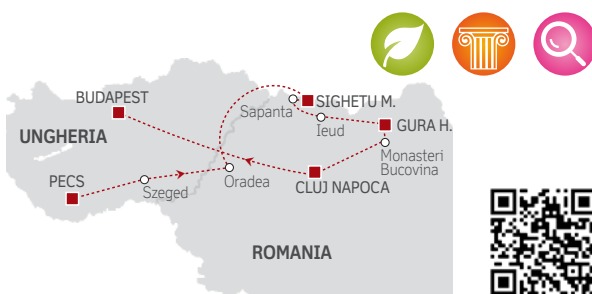 BUDAPEST
SIGHETU M.
Sapanta
Ieud
GURA H.
UNGHERIA
Monasteri
Bucovina
PECS
Szeged
Oradea
CLUJ NAPOCA
ROMANIA